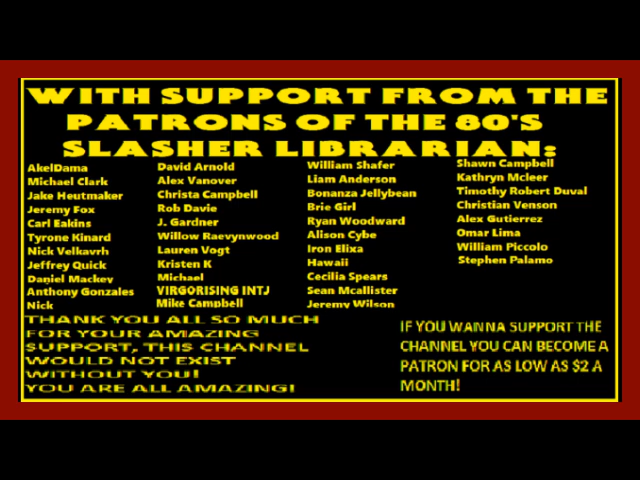 WITH SUPPORT FROM THE
PATRONS OF THE 80'S
SLASHER LIBRARIAN:
AkelDama
Michael Clark
Jake Heutmaker
Jeremy Fox
Carl Eakins
Tyrone Kinard
Nick Velkavrh
Jeffrey Quick
Daniel Mackey
Anthony Gonzales
Nick
David Arnold
Alex Vanover
Christa Campbell
Rob Davie
J. Gardner
Willow Raevynwood
Lauren Vogt
Kristen K
Michael
VIRGORISING INTJ
Mike Campbell
William Shafer
Liam Anderson
Bonanza Jellybean
Brie Girl
Ryan Woodward
Alison Cybe
Iron Elixa
Hawaii
Cecilia Spears
Sean Mcallister
Jeremy Wilson
Shawn Campbell
Kathryn Mcleer
Timothy Robert Duval
Christian Venson
Alex Gutierrez
Omar Lima
William Piccolo
Stephen Palamo
THANK YOU ALL SO MUCH
FOR YOUR AMAZING
SUPPORT, THIS CHANNEL
WOULD NOT EXIST
WITHOUT YOU!
YOU ARE ALL AMAZING!
IF YOU WANNA SUPPORT THE
CHANNEL YOU CAN BECOME A
PATRON FOR AS LOW AS $2 A
MONTH!